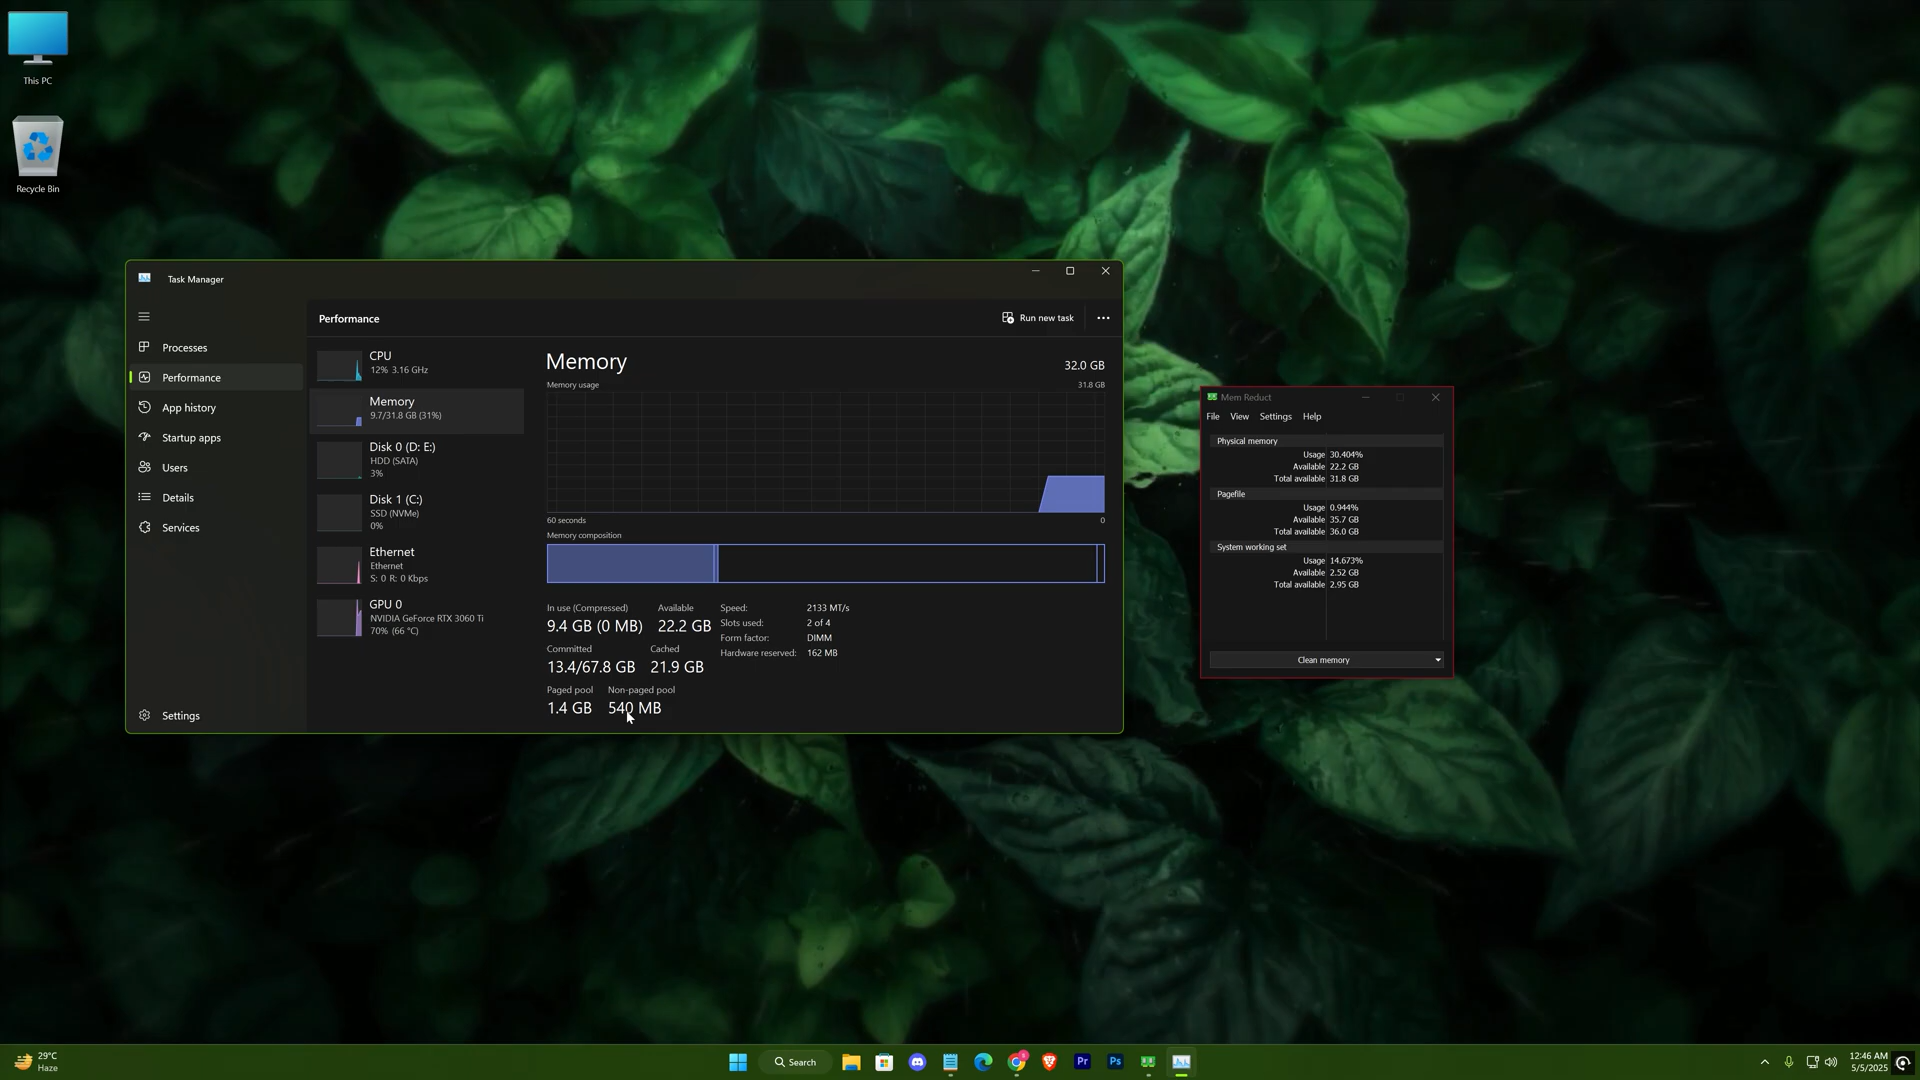 This PC
Recycle Bin
Task Manager
Processes
Performance
App history
Startup apps
Users
Details
Services
Settings
Performance
Run new task
CPU
12% 3.16 GHz
Memory
9.7/31.8 GB (31%)
Disk 0 (D: E:)
HDD (SATA)
3%
Disk 1 (C:)
SSD (NVMe)
0%
Ethernet
Ethernet
S: 0 R: 0 Kbps
GPU 0
NVIDIA GeForce RTX 3060 Ti
70% (66 °C)
Memory
32.0 GB
Memory usage
31.8 GB
60 seconds
0
Memory composition
In use (Compressed)
9.4 GB (0 MB)
Available
22.2 GB
Committed
13.4/67.8 GB
Cached
21.9 GB
Paged pool
1.4 GB
Non-paged pool
540 MB
Speed: 2133 MT/s
Slots used: 2 of 4
Form factor: DIMM
Hardware reserved: 162 MB
Mem Reduct
File View Settings Help
Physical memory
Usage 30.404%
Available 22.2 GB
Total available 31.8 GB
Pagefile
Usage 0.944%
Available 35.7 GB
Total available 36.0 GB
System working set
Usage 14.673%
Available 2.52 GB
Total available 2.95 GB
Clean memory
29°C
Haze
Search
Pr
Ps
12:46 AM
5/5/2025